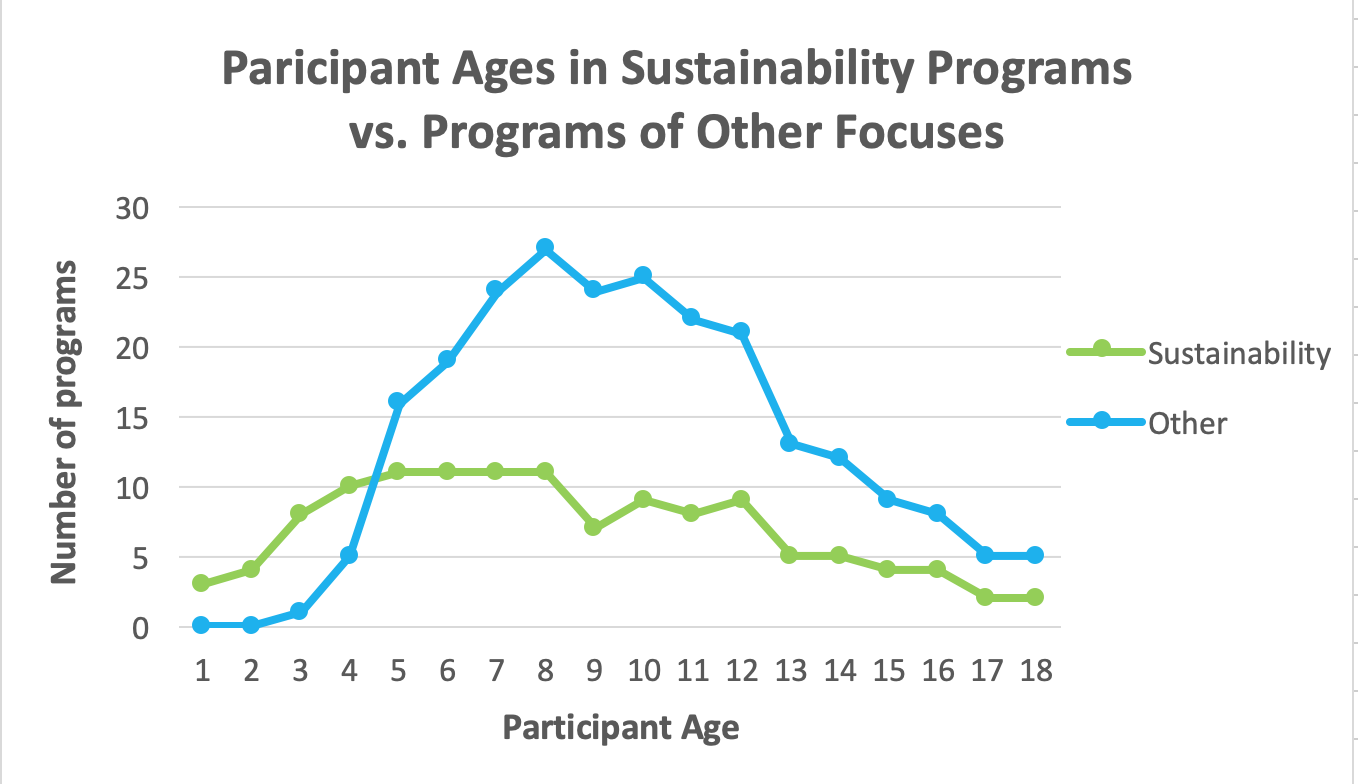 Paricipant Ages in Sustainability Programs
vs. Programs of Other Focuses
30
25
20
15
10
5
0
Number of programs
1 2 3 4 5 6 7 8 9 10 11 12 13 14 15 16 17 18
Participant Age
Sustainability
Other